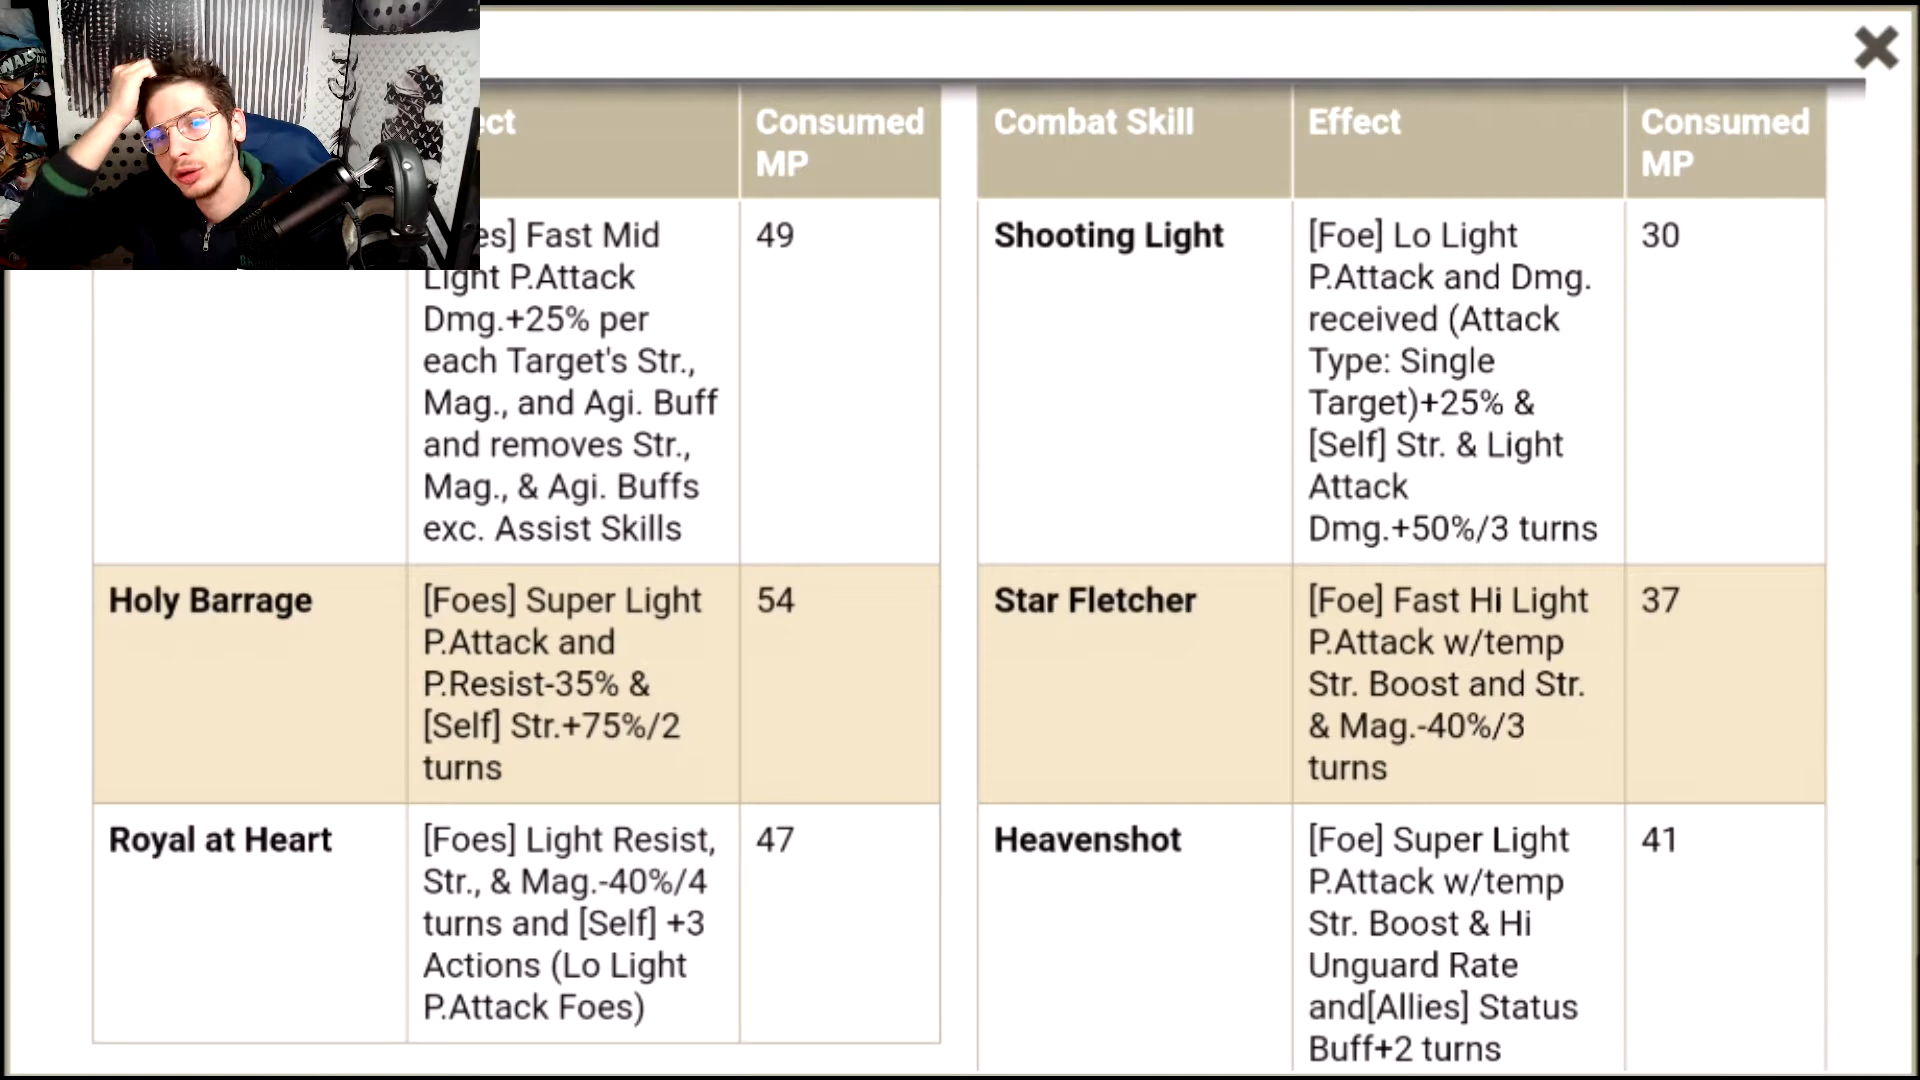 ect
Consumed
MP
es] Fast Mid
Light P.Attack
Dmg.+25% per
each Target's Str.,
Mag., and Agi. Buff
and removes Str.,
Mag., & Agi. Buffs
exc. Assist Skills
49
Holy Barrage
[Foes] Super Light
P.Attack and
P.Resist-35% &
[Self] Str.+75%/2
turns
54
Royal at Heart
[Foes] Light Resist,
Str., & Mag.-40%/4
turns and [Self] +3
Actions (Lo Light
P.Attack Foes)
47
Combat Skill
Effect
Consumed
MP
Shooting Light
[Foe] Lo Light
P.Attack and Dmg.
received (Attack
Type: Single
Target)+25% &
[Self] Str. & Light
Attack
Dmg.+50%/3 turns
30
Star Fletcher
[Foe] Fast Hi Light
P.Attack w/temp
Str. Boost and Str.
& Mag.-40%/3
turns
37
Heavenshot
[Foe] Super Light
P.Attack w/temp
Str. Boost & Hi
Unguard Rate
and[Allies] Status
Buff+2 turns
41